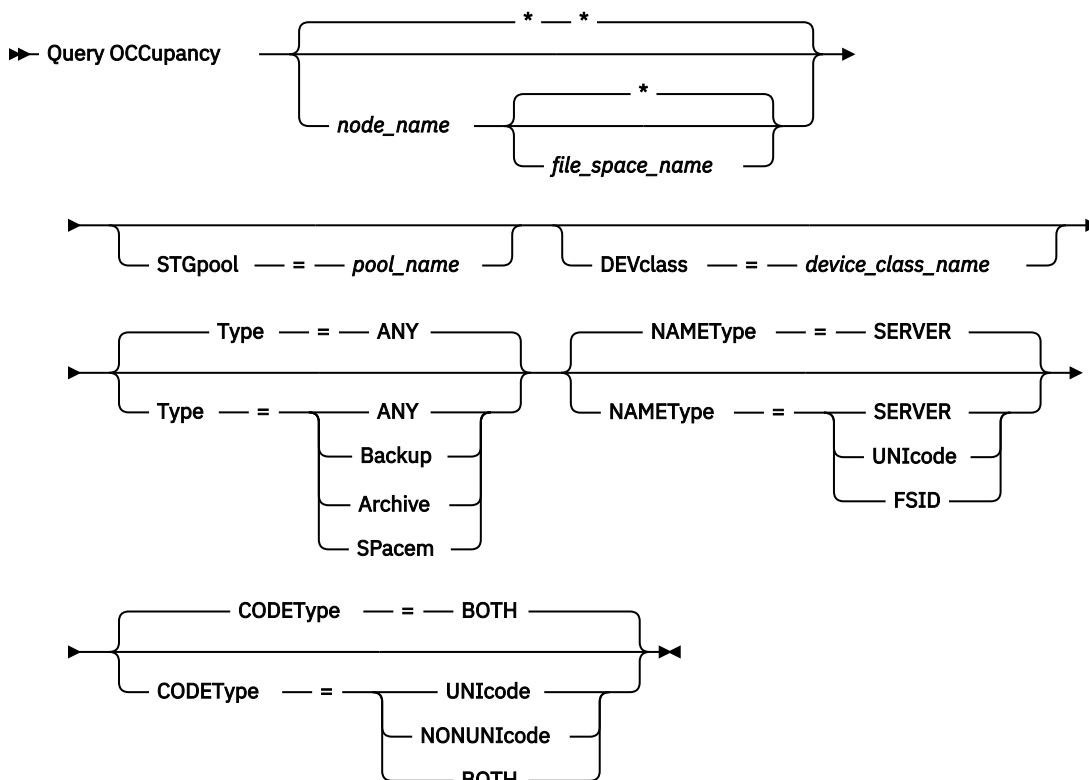 * *
Query OCCupancy
*
node_name
file_space_name
STGpool = pool_name DEVclass = device_class_name
Type = ANY NAMEType = SERVER
Type = ANY NAMEType = SERVER
Backup UNIcode
Archive FSID
SPacem
CODEType = BOTH
CODEType = UNIcode
NONUNIcode
BOTH